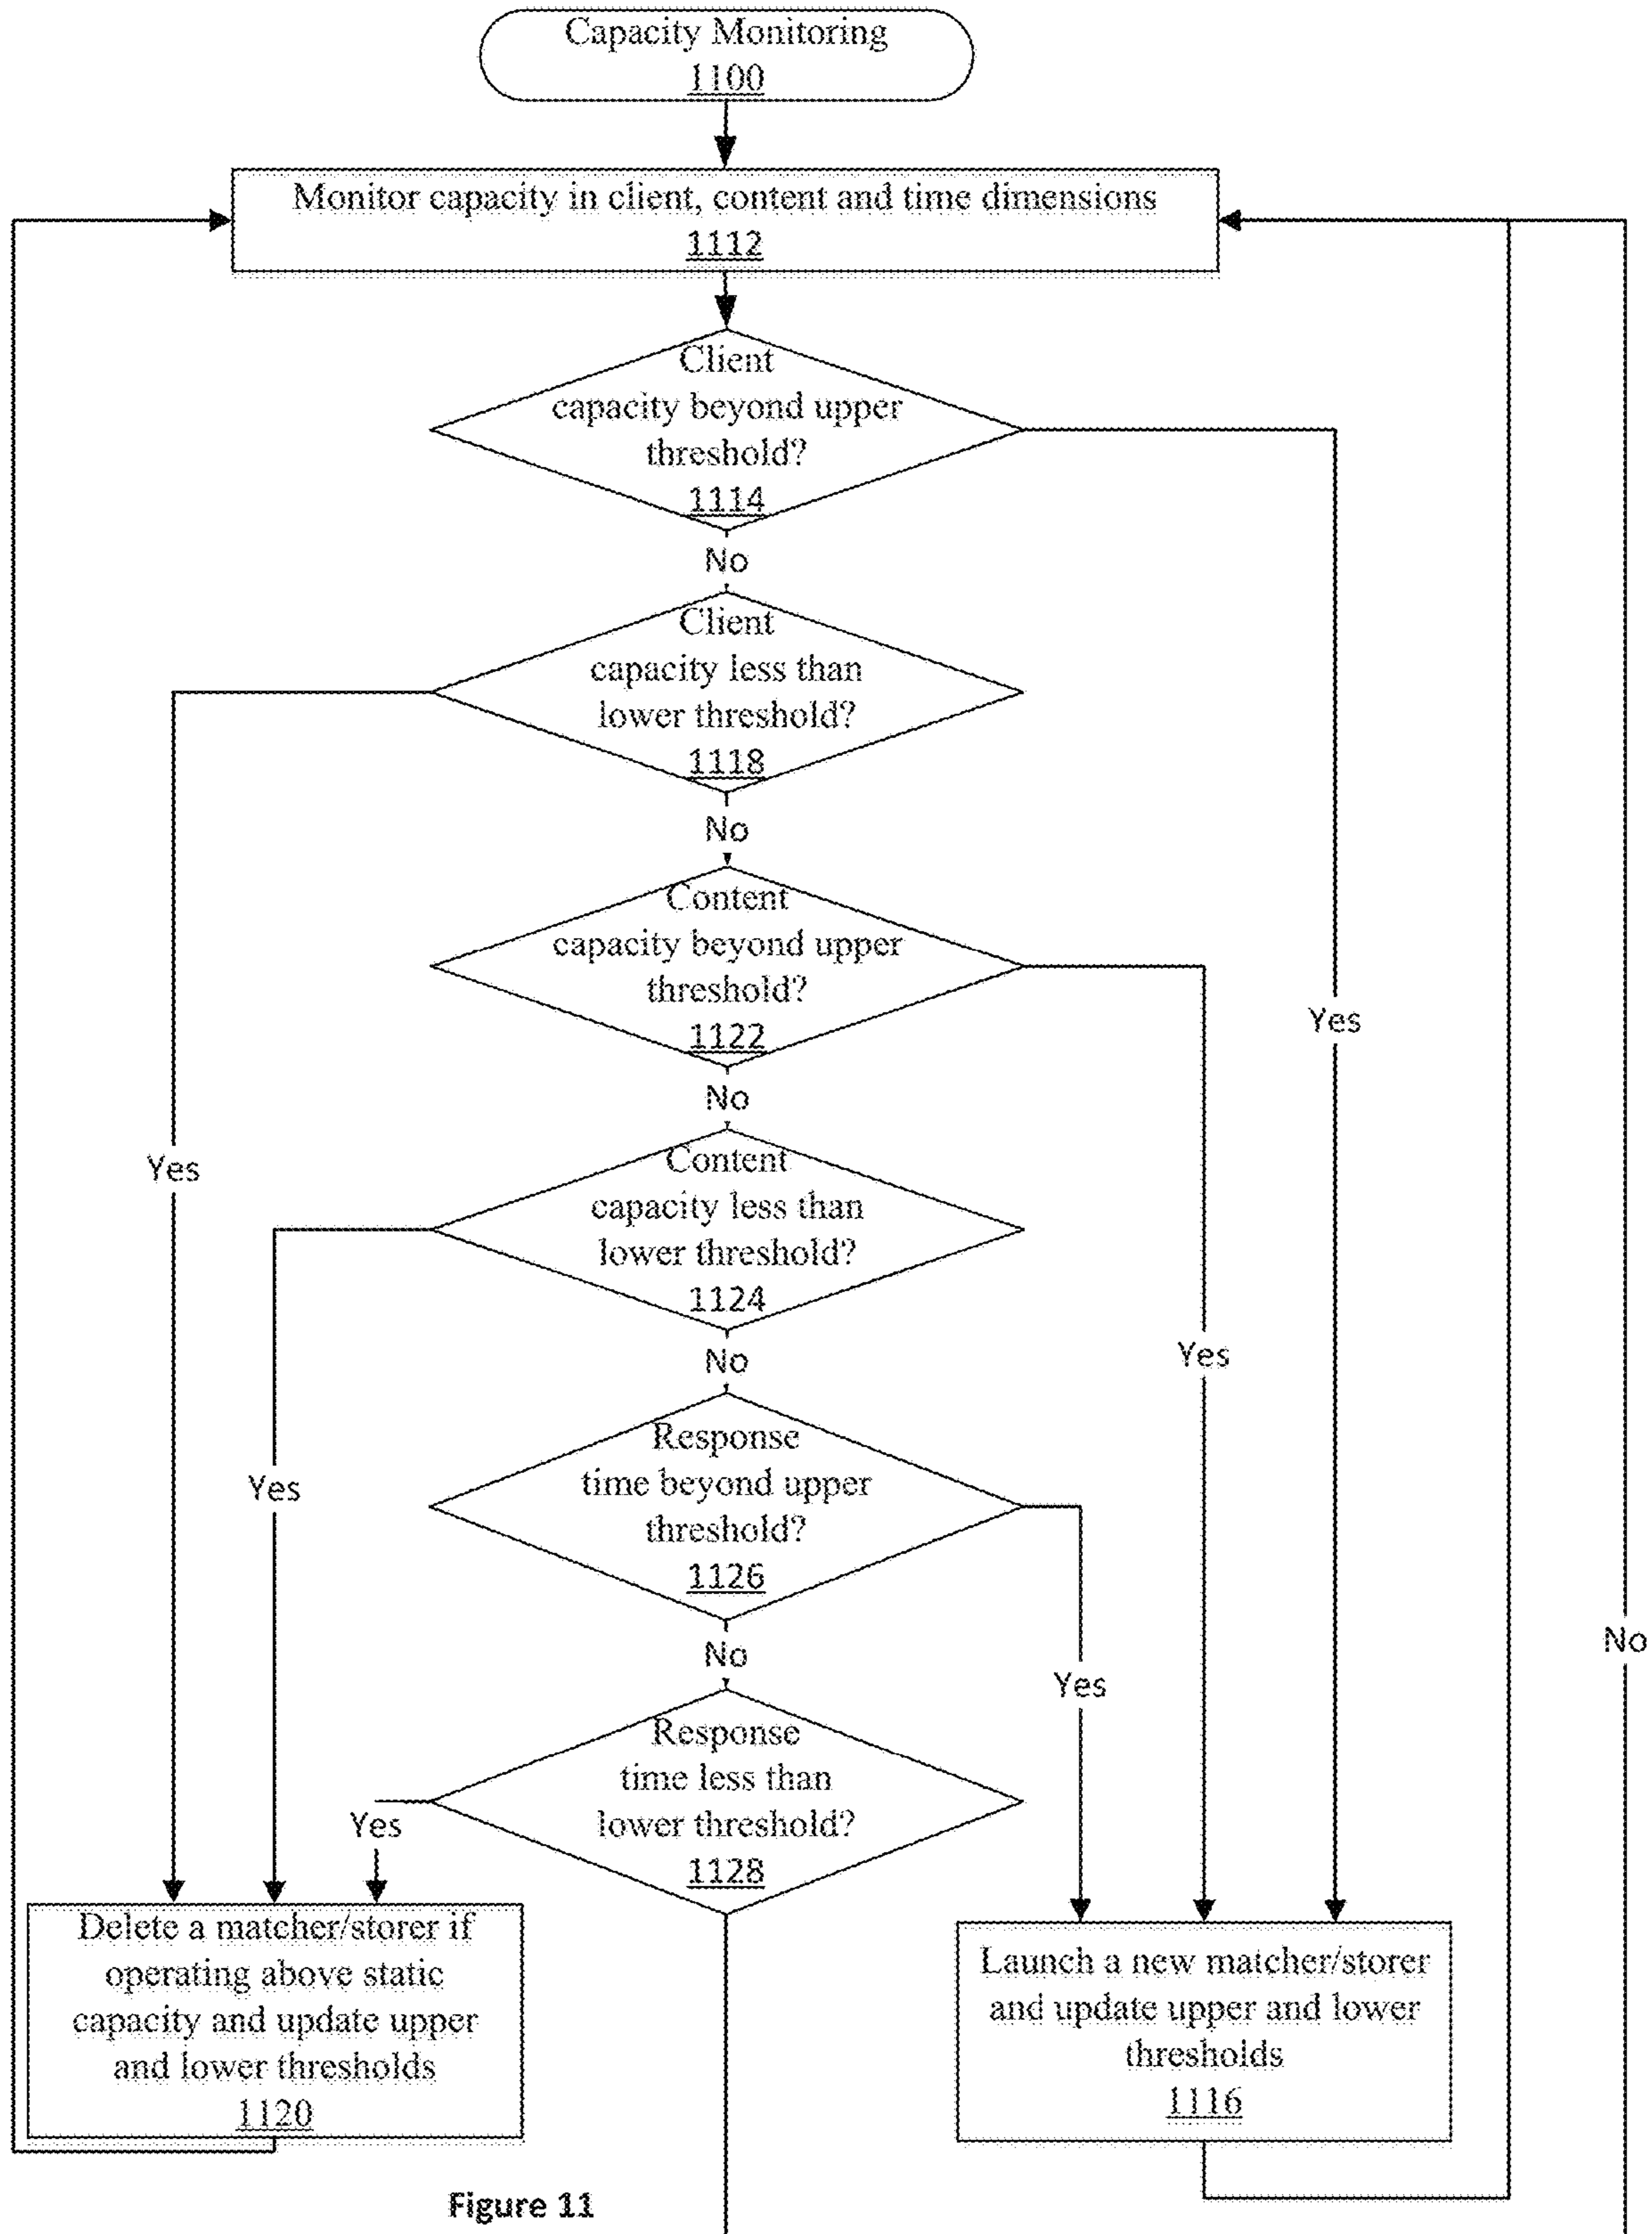 Capacity Monitoring
1100
Monitor capacity in client, content and time dimensions
1112
Client
capacity beyond upper
threshold?
1114
No
Client
capacity less than
lower threshold?
1118
No
Content
capacity beyond upper
threshold?
1122
Yes
No
Content
capacity less than
lower threshold?
1124
Yes
No
Yes
Response
time beyond upper
threshold?
1126
Yes
No
No
Yes
Response
time less than
lower threshold?
1128
Yes
Delete a matcher/storer if
operating above static
capacity and update upper
and lower thresholds
1120
Launch a new matcher/storer
and update upper and lower
thresholds
1116
Figure 11